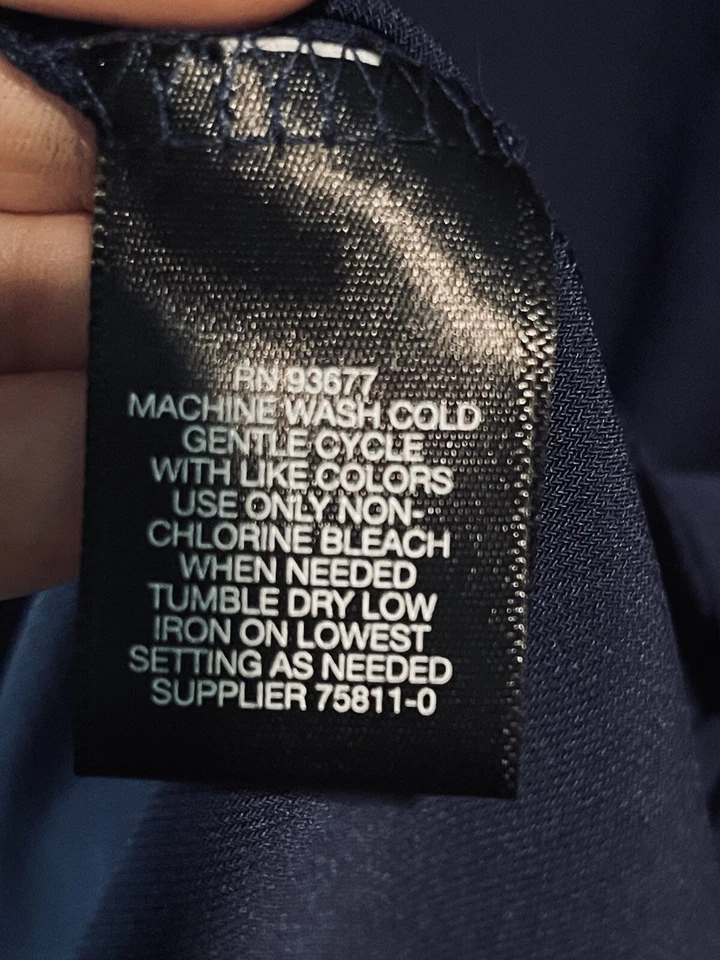 RN 93677
MACHINE WASH COLD
GENTLE CYCLE
WITH LIKE COLORS
USE ONLY NON-
CHLORINE BLEACH
WHEN NEEDED
TUMBLE DRY LOW
IRON ON LOWEST
SETTING AS NEEDED
SUPPLIER 75811-0